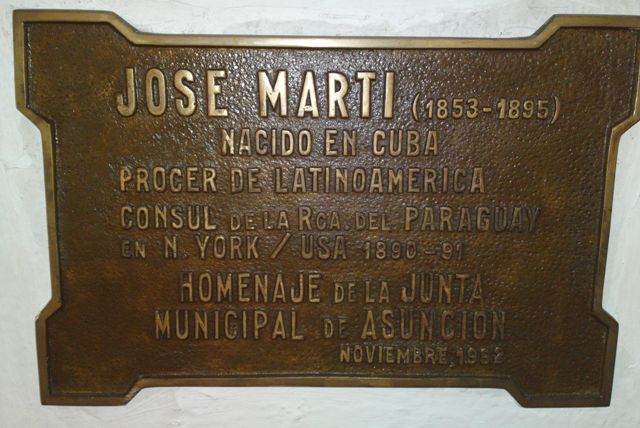 JOSE MARTI (1853-1895)
NACIDO EN CUBA
PROCER DE LATINOAMERICA
CONSUL DE LA RCA. DEL PARAGUAY
EN N. YORK / USA 1890-91
HOMENAJE DE LA JUNTA
MUNICIPAL DE ASUNCION
NOVIEMBRE,